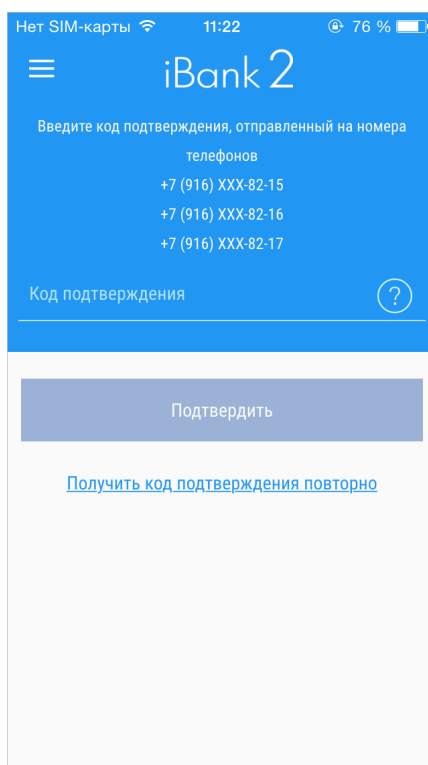 Нет SIM-карты 11:22 76 %
iBank 2
Введите код подтверждения, отправленный на номера
телефонов
+7 (916) XXX-82-15
+7 (916) XXX-82-16
+7 (916) XXX-82-17
Код подтверждения ?
Подтвердить
Получить код подтверждения повторно